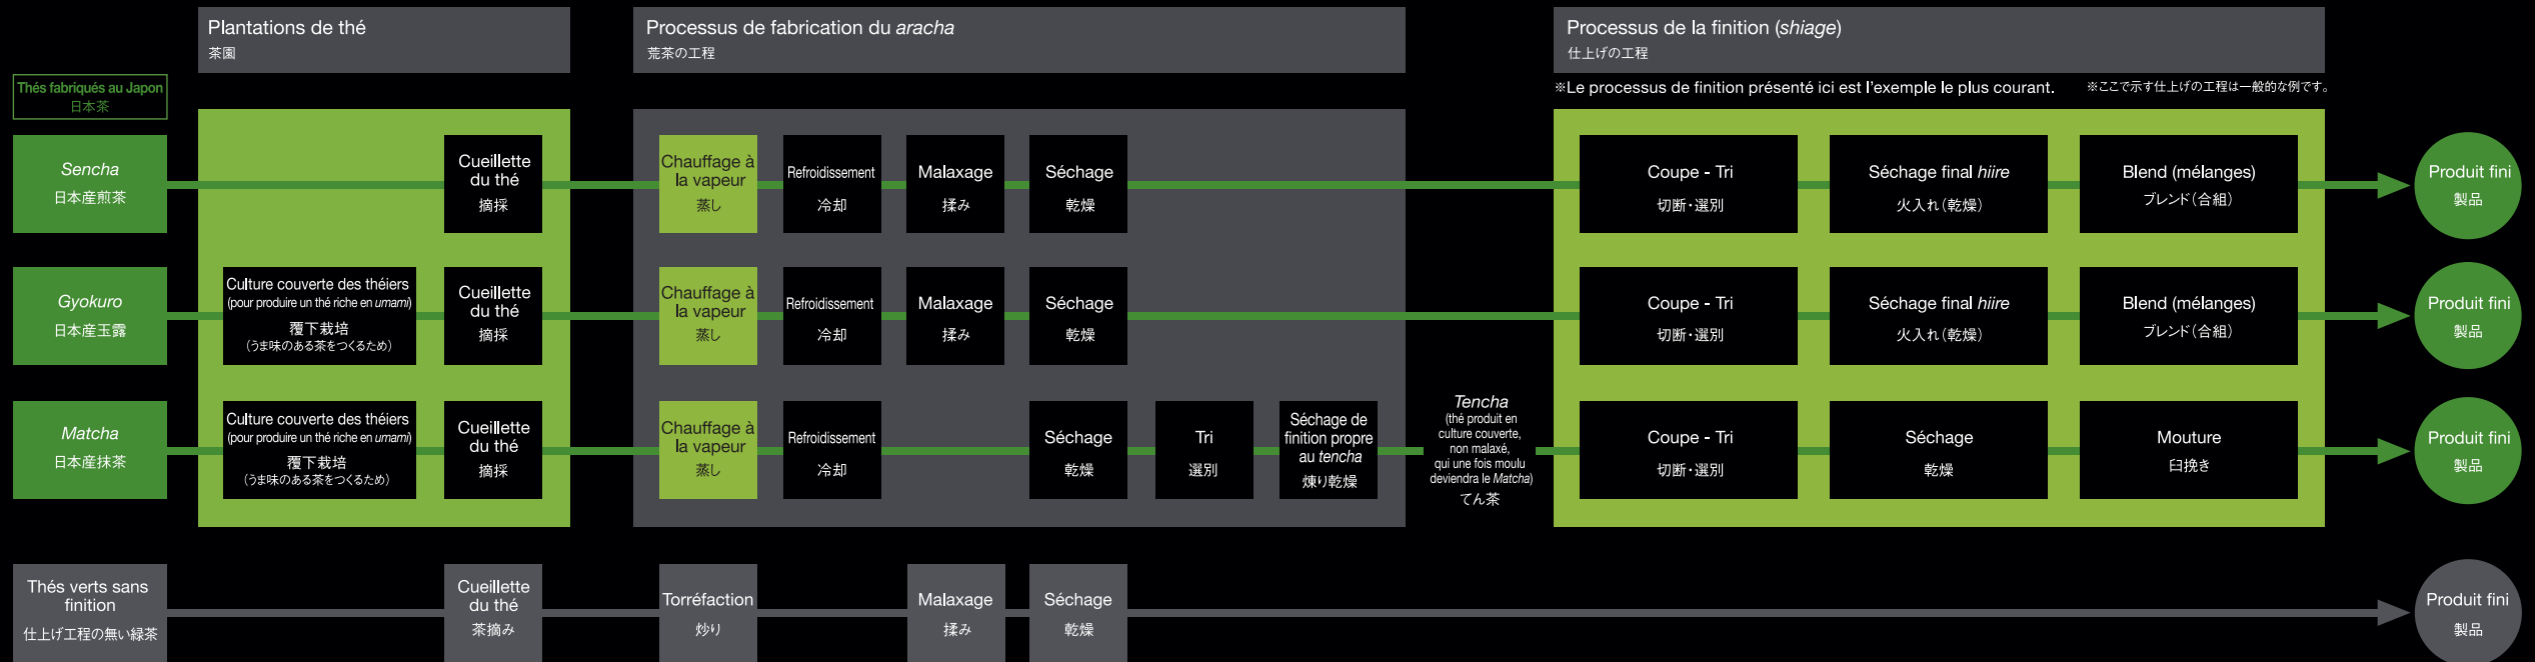 Plantations de thé
茶園
Processus de fabrication du aracha
荒茶の工程
Processus de la finition (shiage)
仕上げの工程
Thés fabriqués au Japon
日本茶
※Le processus de finition présenté ici est l'exemple le plus courant.
※ここで示す仕上げの工程は一般的な例です。
Sencha
日本産煎茶
Cueillette
du thé
摘採
Chauffage à
la vapeur
蒸し
Refroidissement
冷却
Malaxage
揉み
Séchage
乾燥
Coupe - Tri
切断・選別
Séchage final hiire
火入れ（乾燥）
Blend (mélanges)
ブレンド（合組）
Produit fini
製品
Gyokuro
日本産玉露
Culture couverte des théiers
(pour produire un thé riche en umami)
覆下栽培
（うま味のある茶をつくるため）
Cueillette
du thé
摘採
Chauffage à
la vapeur
蒸し
Refroidissement
冷却
Malaxage
揉み
Séchage
乾燥
Coupe - Tri
切断・選別
Séchage final hiire
火入れ（乾燥）
Blend (mélanges)
ブレンド（合組）
Produit fini
製品
Matcha
日本産抹茶
Culture couverte des théiers
(pour produire un thé riche en umami)
覆下栽培
（うま味のある茶をつくるため）
Cueillette
du thé
摘採
Chauffage à
la vapeur
蒸し
Refroidissement
冷却
Séchage
乾燥
Tri
選別
Séchage de
finition propre
au tencha
煉り乾燥
Tencha
(thé produit en
culture couverte,
non malaxé,
qui une fois moulu
deviendra le Matcha)
てん茶
Coupe - Tri
切断・選別
Séchage
乾燥
Mouture
臼挽き
Produit fini
製品
Thés verts sans
finition
仕上げ工程の無い緑茶
Cueillette
du thé
茶摘み
Torréfaction
炒り
Malaxage
揉み
Séchage
乾燥
Produit fini
製品